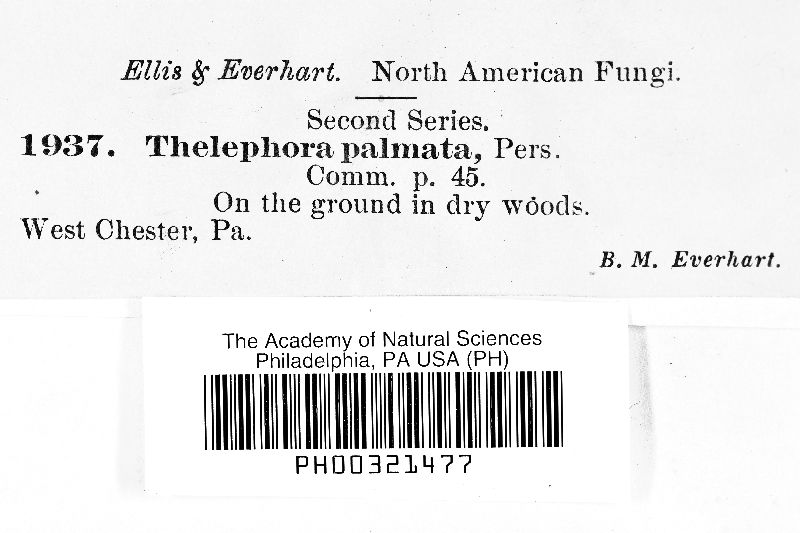 Ellis & Everhart. North American Fungi.
Second Series.
1937. Thelephora palmata, Pers.
Comm. p. 45.
On the ground in dry woods.
West Chester, Pa.
B. M. Everhart.
The Academy of Natural Sciences
Philadelphia, PA USA (PH)
PH00321477